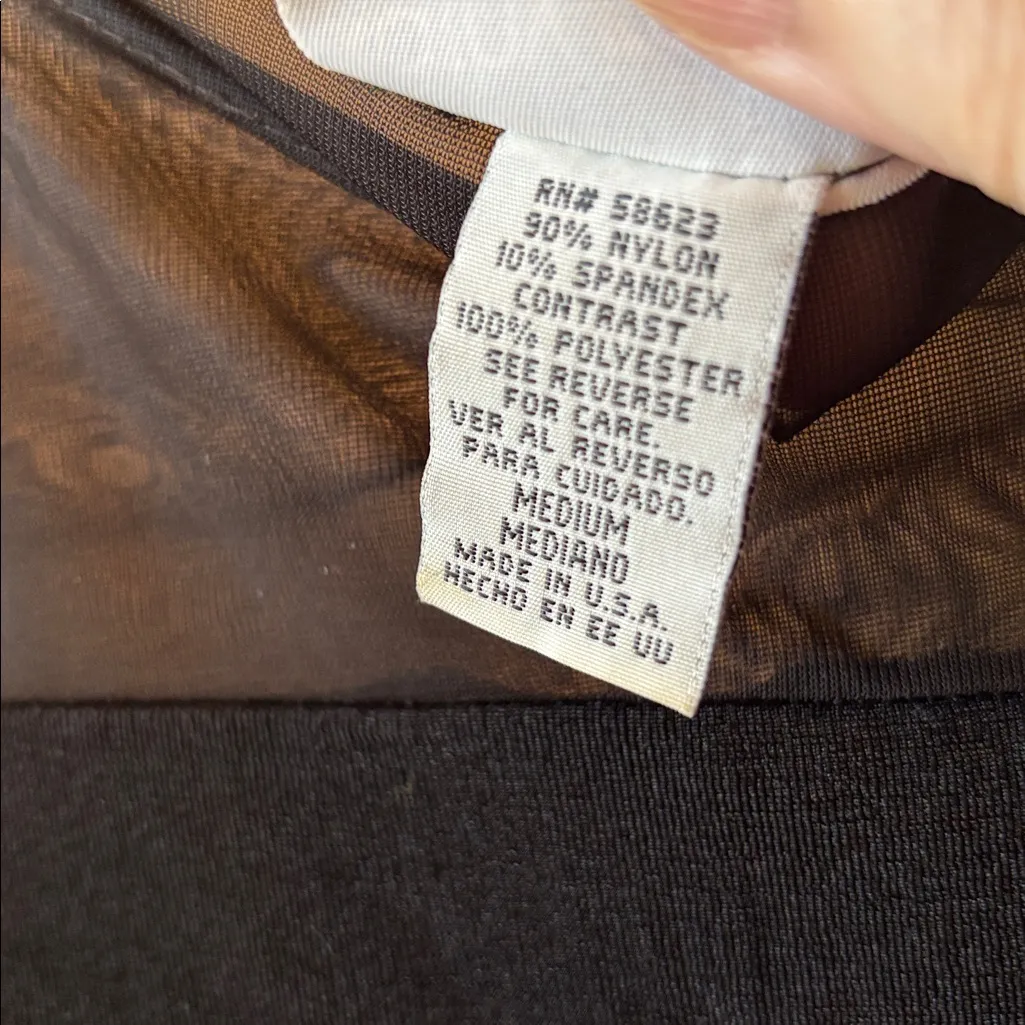 RN# 58623
90% NYLON
10% SPANDEX
CONTRAST
100% POLYESTER
SEE REVERSE
FOR CARE.
VER AL REVERSO
PARA CUIDADO.
MEDIUM
MEDIANO
MADE IN U.S.A.
HECHO EN EE UU